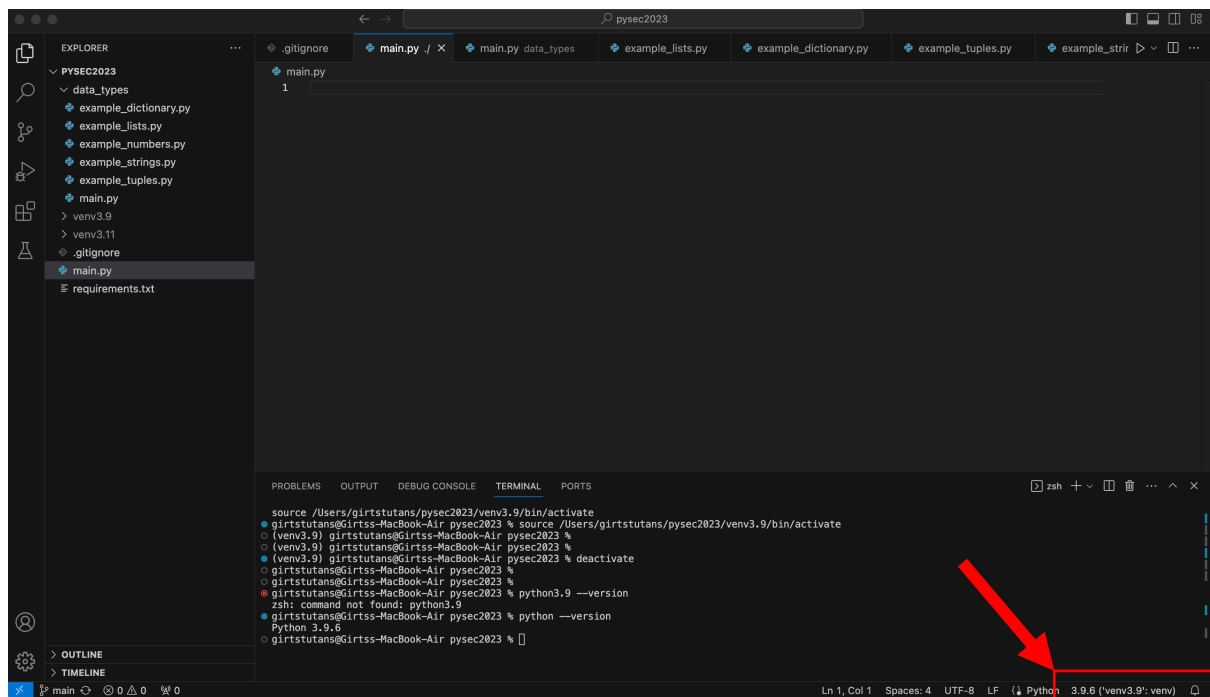 pysec2023
EXPLORER
PYSEC2023
data_types
example_dictionary.py
example_lists.py
example_numbers.py
example_strings.py
example_tuples.py
main.py
venv3.9
venv3.11
.gitignore
main.py
requirements.txt
OUTLINE
TIMELINE
.gitignore main.py ./ main.py data_types example_lists.py example_dictionary.py example_tuples.py example_strir
main.py
1
PROBLEMS OUTPUT DEBUG CONSOLE TERMINAL PORTS
zsh
source /Users/girtstutans/pysec2023/venv3.9/bin/activate
girtstutans@Girtss-MacBook-Air pysec2023 % source /Users/girtstutans/pysec2023/venv3.9/bin/activate
(venv3.9) girtstutans@Girtss-MacBook-Air pysec2023 %
(venv3.9) girtstutans@Girtss-MacBook-Air pysec2023 %
(venv3.9) girtstutans@Girtss-MacBook-Air pysec2023 % deactivate
girtstutans@Girtss-MacBook-Air pysec2023 %
girtstutans@Girtss-MacBook-Air pysec2023 %
girtstutans@Girtss-MacBook-Air pysec2023 % python3.9 --version
zsh: command not found: python3.9
girtstutans@Girtss-MacBook-Air pysec2023 % python --version
Python 3.9.6
girtstutans@Girtss-MacBook-Air pysec2023 %
main 0 0 0 Ln 1, Col 1 Spaces: 4 UTF-8 LF Python 3.9.6 ('venv3.9': venv)